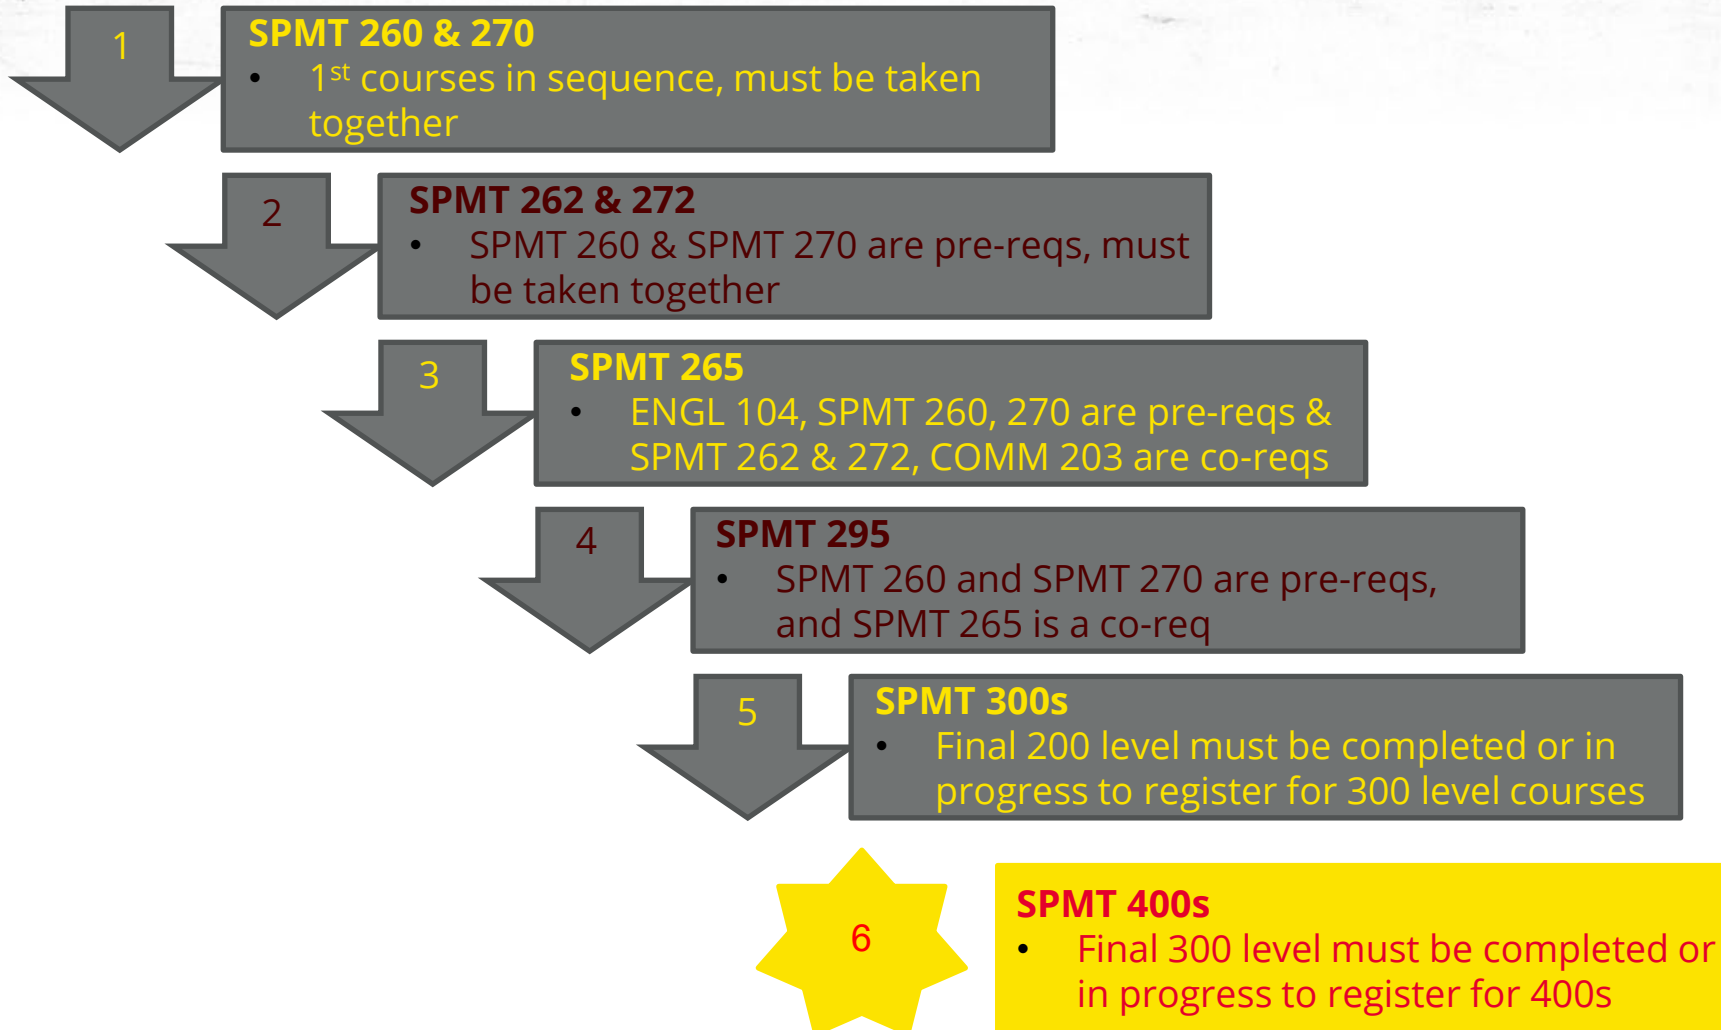 1
SPMT 260 & 270
• 1st courses in sequence, must be taken
together
2
SPMT 262 & 272
• SPMT 260 & SPMT 270 are pre-reqs, must
be taken together
3
SPMT 265
• ENGL 104, SPMT 260, 270 are pre-reqs &
SPMT 262 & 272, COMM 203 are co-reqs
4
SPMT 295
• SPMT 260 and SPMT 270 are pre-reqs,
and SPMT 265 is a co-req
5
SPMT 300s
• Final 200 level must be completed or in
progress to register for 300 level courses
6
SPMT 400s
• Final 300 level must be completed or
in progress to register for 400s